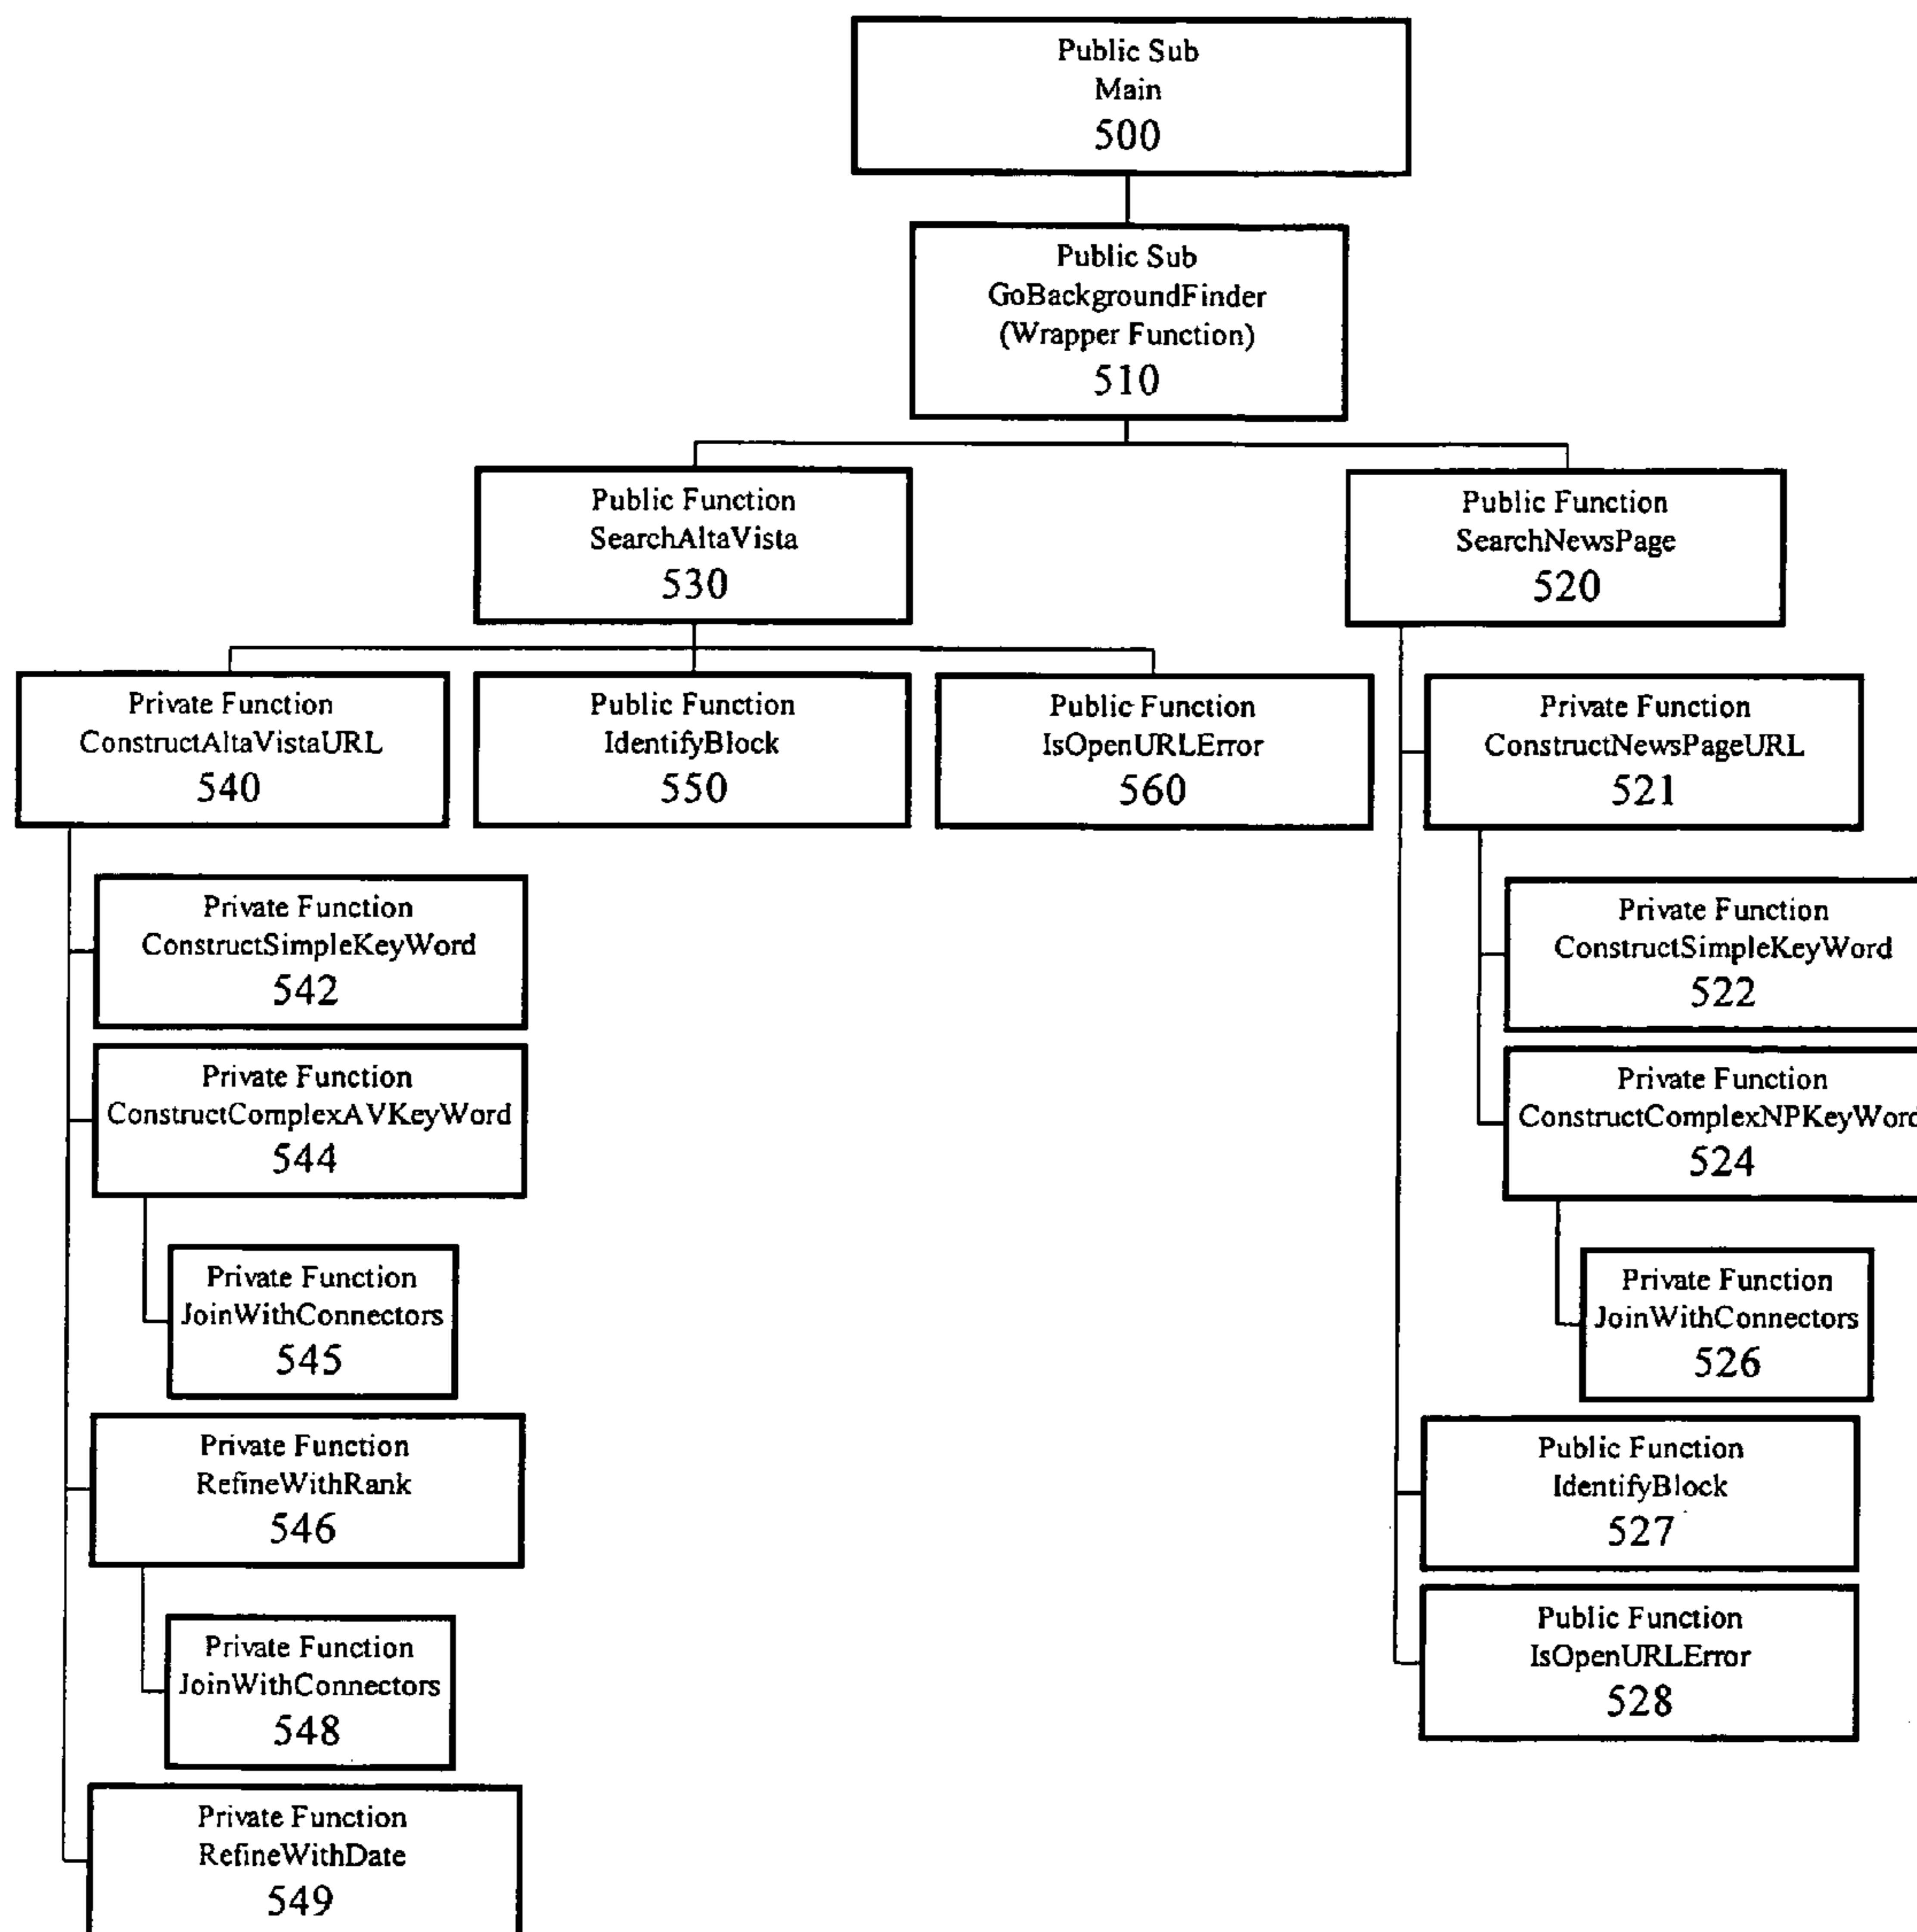 Public Sub
Main
500
Public Sub
GoBackgroundFinder
(Wrapper Function)
510
Public Function
SearchAltaVista
530
Public Function
SearchNewsPage
520
Private Function
ConstructAltaVistaURL
540
Public Function
IdentifyBlock
550
Public Function
IsOpenURLError
560
Private Function
ConstructNewsPageURL
521
Private Function
ConstructSimpleKeyWord
542
Private Function
ConstructSimpleKeyWord
522
Private Function
ConstructComplexAVKeyWord
544
Private Function
ConstructComplexNPKeyWord
524
Private Function
JoinWithConnectors
545
Private Function
JoinWithConnectors
526
Private Function
RefineWithRank
546
Public Function
IdentifyBlock
527
Private Function
JoinWithConnectors
548
Public Function
IsOpenURLError
528
Private Function
RefineWithDate
549